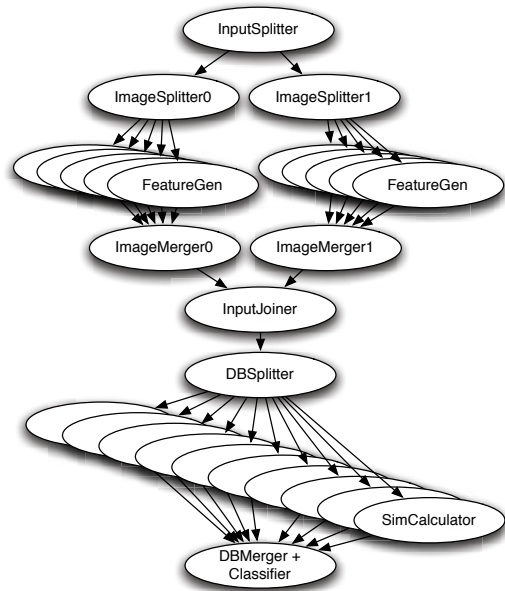 InputSplitter
ImageSplitter0
ImageSplitter1
FeatureGen
FeatureGen
ImageMerger0
ImageMerger1
InputJoiner
DBSplitter
SimCalculator
DBMerger +
Classifier